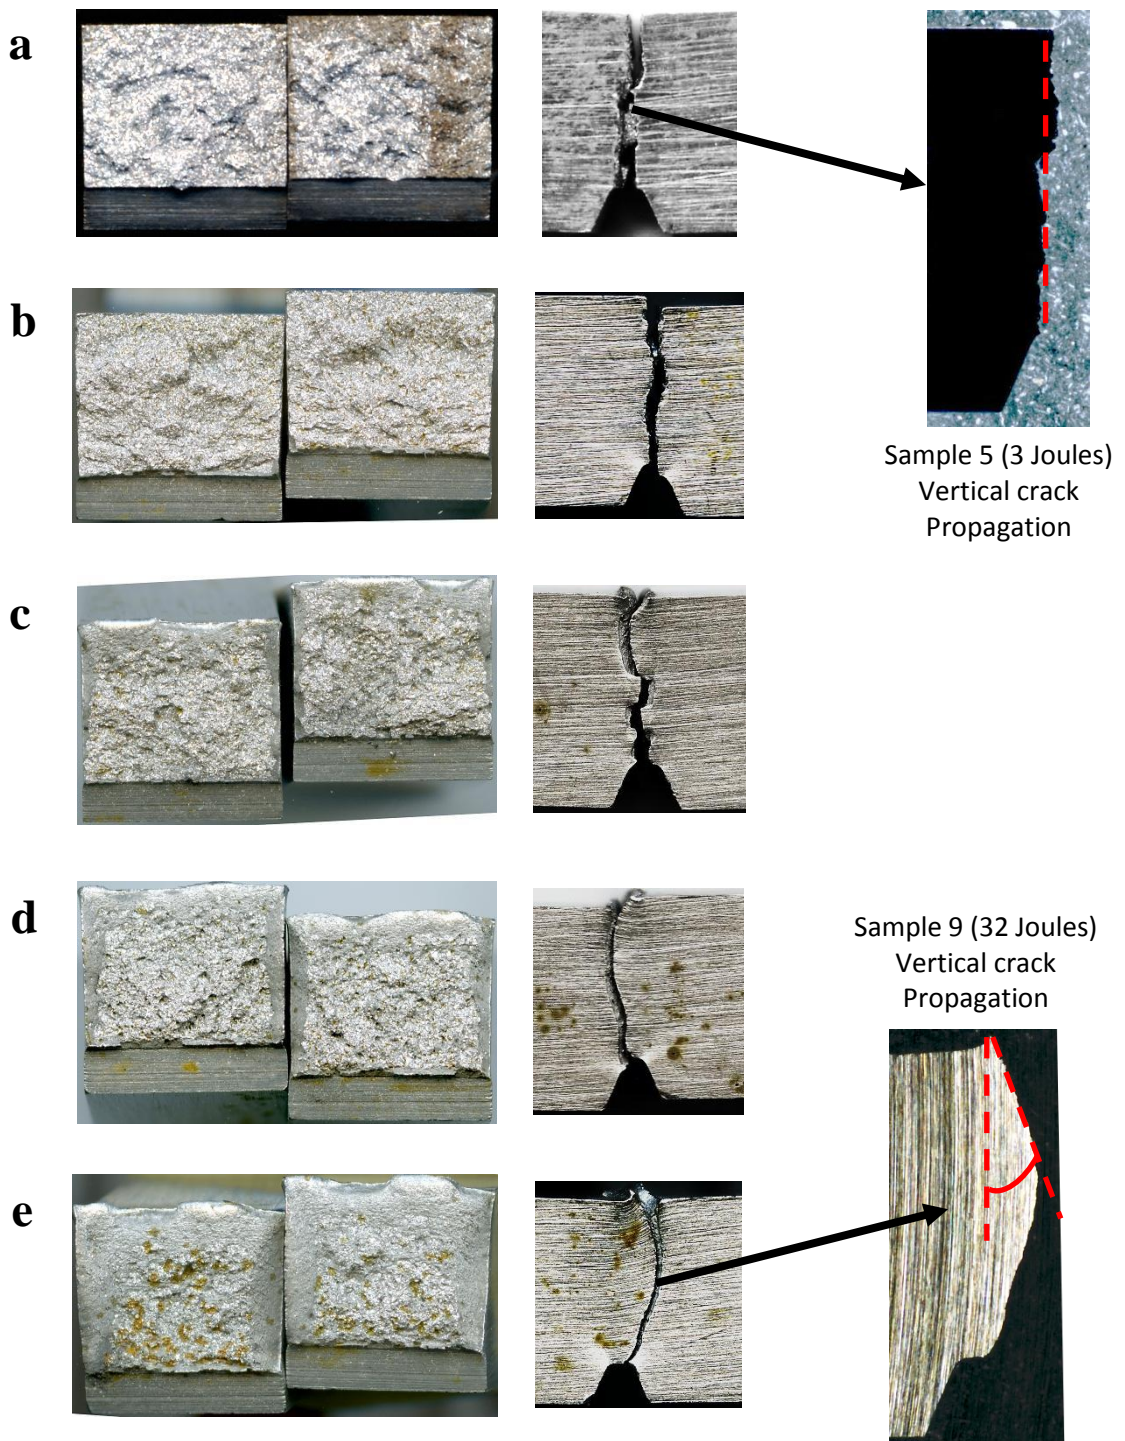 a
b
Sample 5 (3 Joules)
Vertical crack
Propagation
c
d
Sample 9 (32 Joules)
Vertical crack
Propagation
e